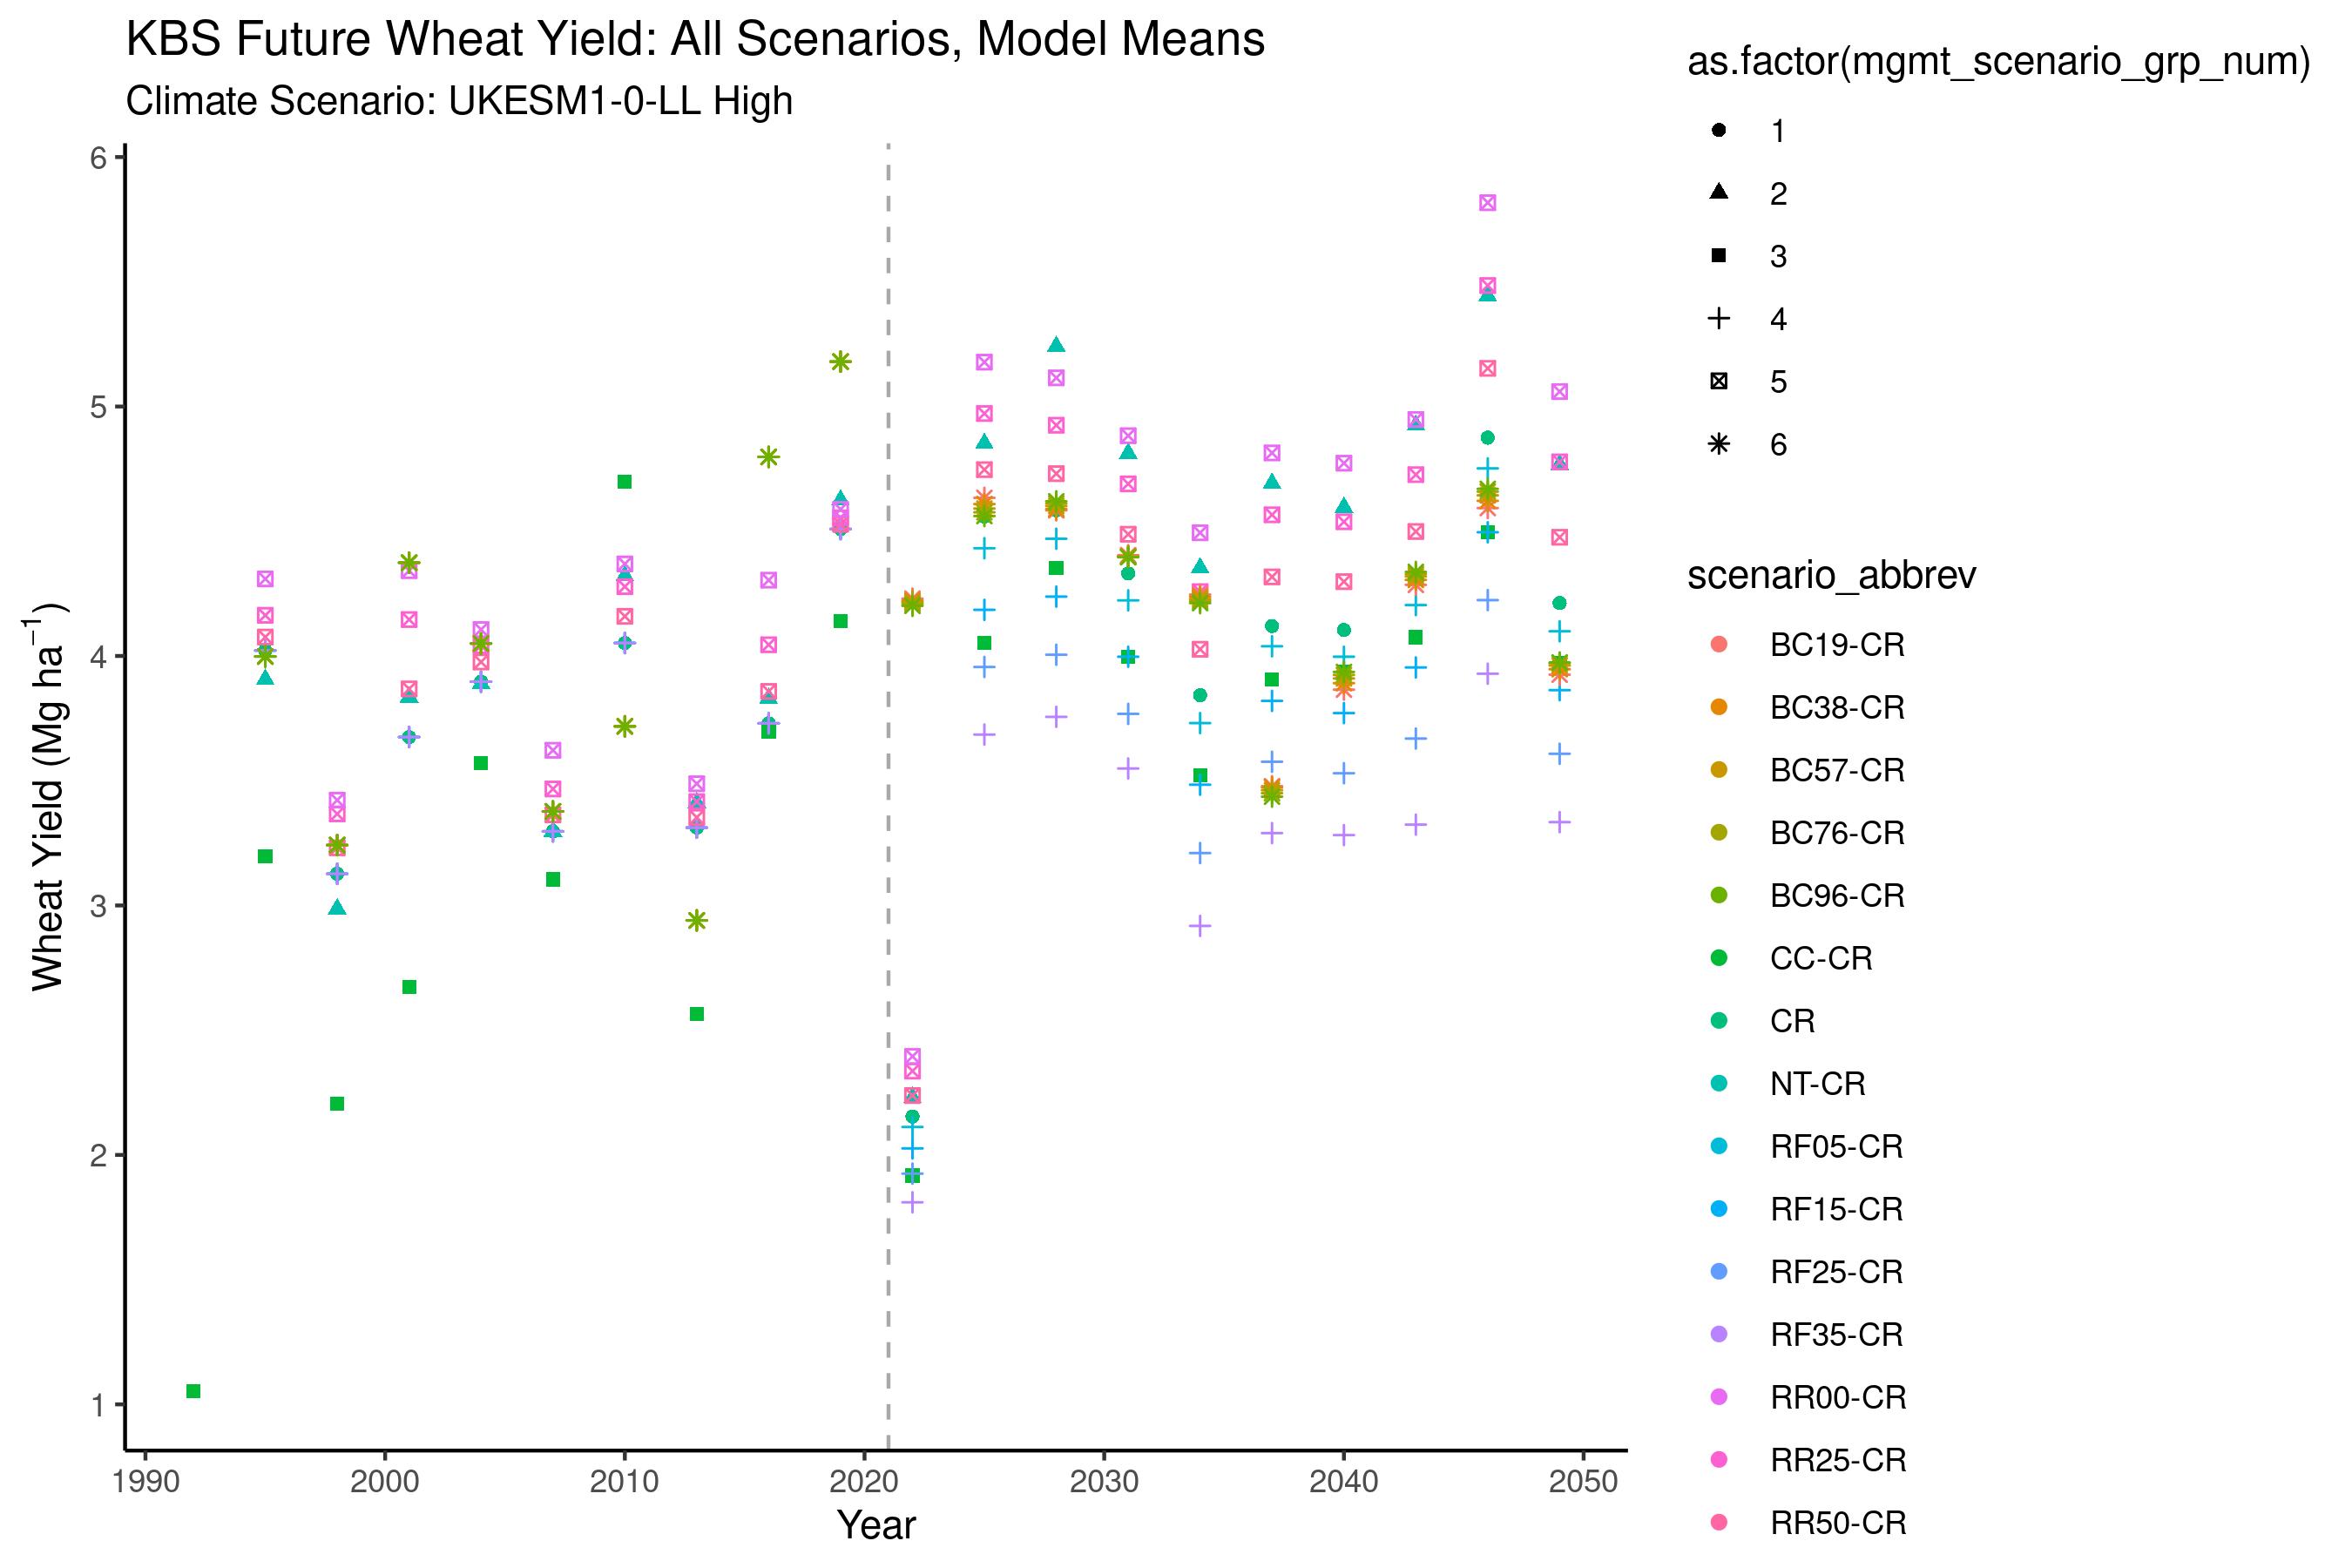 KBS Future Wheat Yield: All Scenarios, Model Means
Climate Scenario: UKESM1-0-LL High
Wheat Yield (Mg ha⁻¹)
6
5
4
3
2
1
1990
2000
2010
2020
2030
2040
2050
Year
as.factor(mgmt_scenario_grp_num)
1
2
3
4
5
6
scenario_abbrev
BC19-CR
BC38-CR
BC57-CR
BC76-CR
BC96-CR
CC-CR
CR
NT-CR
RF05-CR
RF15-CR
RF25-CR
RF35-CR
RR00-CR
RR25-CR
RR50-CR